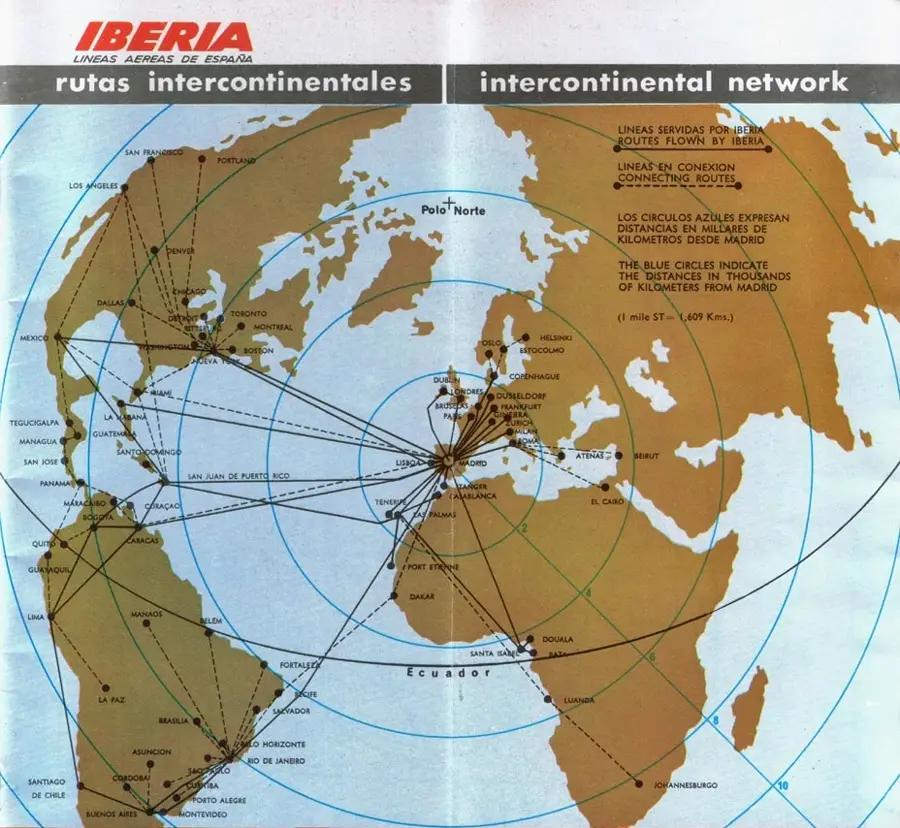 IBERIA
LINEAS AEREAS DE ESPAÑA
rutas intercontinentales
intercontinental network
LINEAS SERVIDAS POR IBERIA
ROUTES FLOWN BY IBERIA
LINEAS EN CONEXION
CONNECTING ROUTES
LOS CIRCULOS AZULES EXPRESAN
DISTANCIAS EN MILLARES DE
KILOMETROS DESDE MADRID
THE BLUE CIRCLES INDICATE
THE DISTANCES IN THOUSANDS
OF KILOMETERS FROM MADRID
(1 mile ST= 1,609 Kms.)
SAN FRANCISCO
PORTLAND
LOS ANGELES
Polo Norte
DENVER
CHICAGO
DALLAS
DETROIT
TORONTO
PITTSBURG
MONTREAL
MEXICO
WASHINGTON
BOSTON
NUEVA YORK
OSLO
HELSINKI
ESTOCOLMO
COPENHAGUE
DUBLIN
LONDRES
DUSSELDORF
BRUSELAS
FRANKFURT
PARIS
GINEBRA
ZURICH
MILAN
ROMA
MIAMI
LA HABANA
TEGUCIGALPA
MANAGUA
GUATEMALA
SANTO DOMINGO
SAN JOSE
SAN JUAN DE PUERTO RICO
LISBOA
MADRID
ATENAS
BEIRUT
PANAMA
TANGER
CASABLANCA
EL CAIRO
MARACAIBO
CURAÇAO
TENERIFE
LAS PALMAS
BOGOTA
CARACAS
2
QUITO
GUAYAQUIL
PORT ETIENNE
4
DAKAR
LIMA
MANAOS
BELEM
DOUALA
SANTA ISABEL
BATA
6
Ecuador
FORTALEZA
RECIFE
LA PAZ
SALVADOR
LUANDA
BRASILIA
8
BELO HORIZONTE
ASUNCION
RIO DE JANEIRO
SAO PAULO
CORDOBA
CURITIBA
SANTIAGO
DE CHILE
JOHANNESBURGO
10
PORTO ALEGRE
BUENOS AIRES
MONTEVIDEO